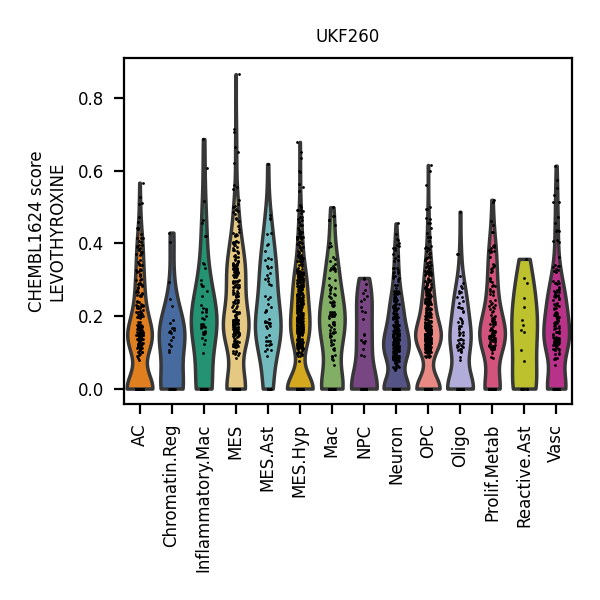 UKF260
CHEMBL1624 score
LEVOTHYROXINE
0.8
0.6
0.4
0.2
0.0
AC
Chromatin.Reg
Inflammatory.Mac
MES
MES.Ast
MES.Hyp
Mac
NPC
Neuron
OPC
Oligo
Prolif.Metab
Reactive.Ast
Vasc